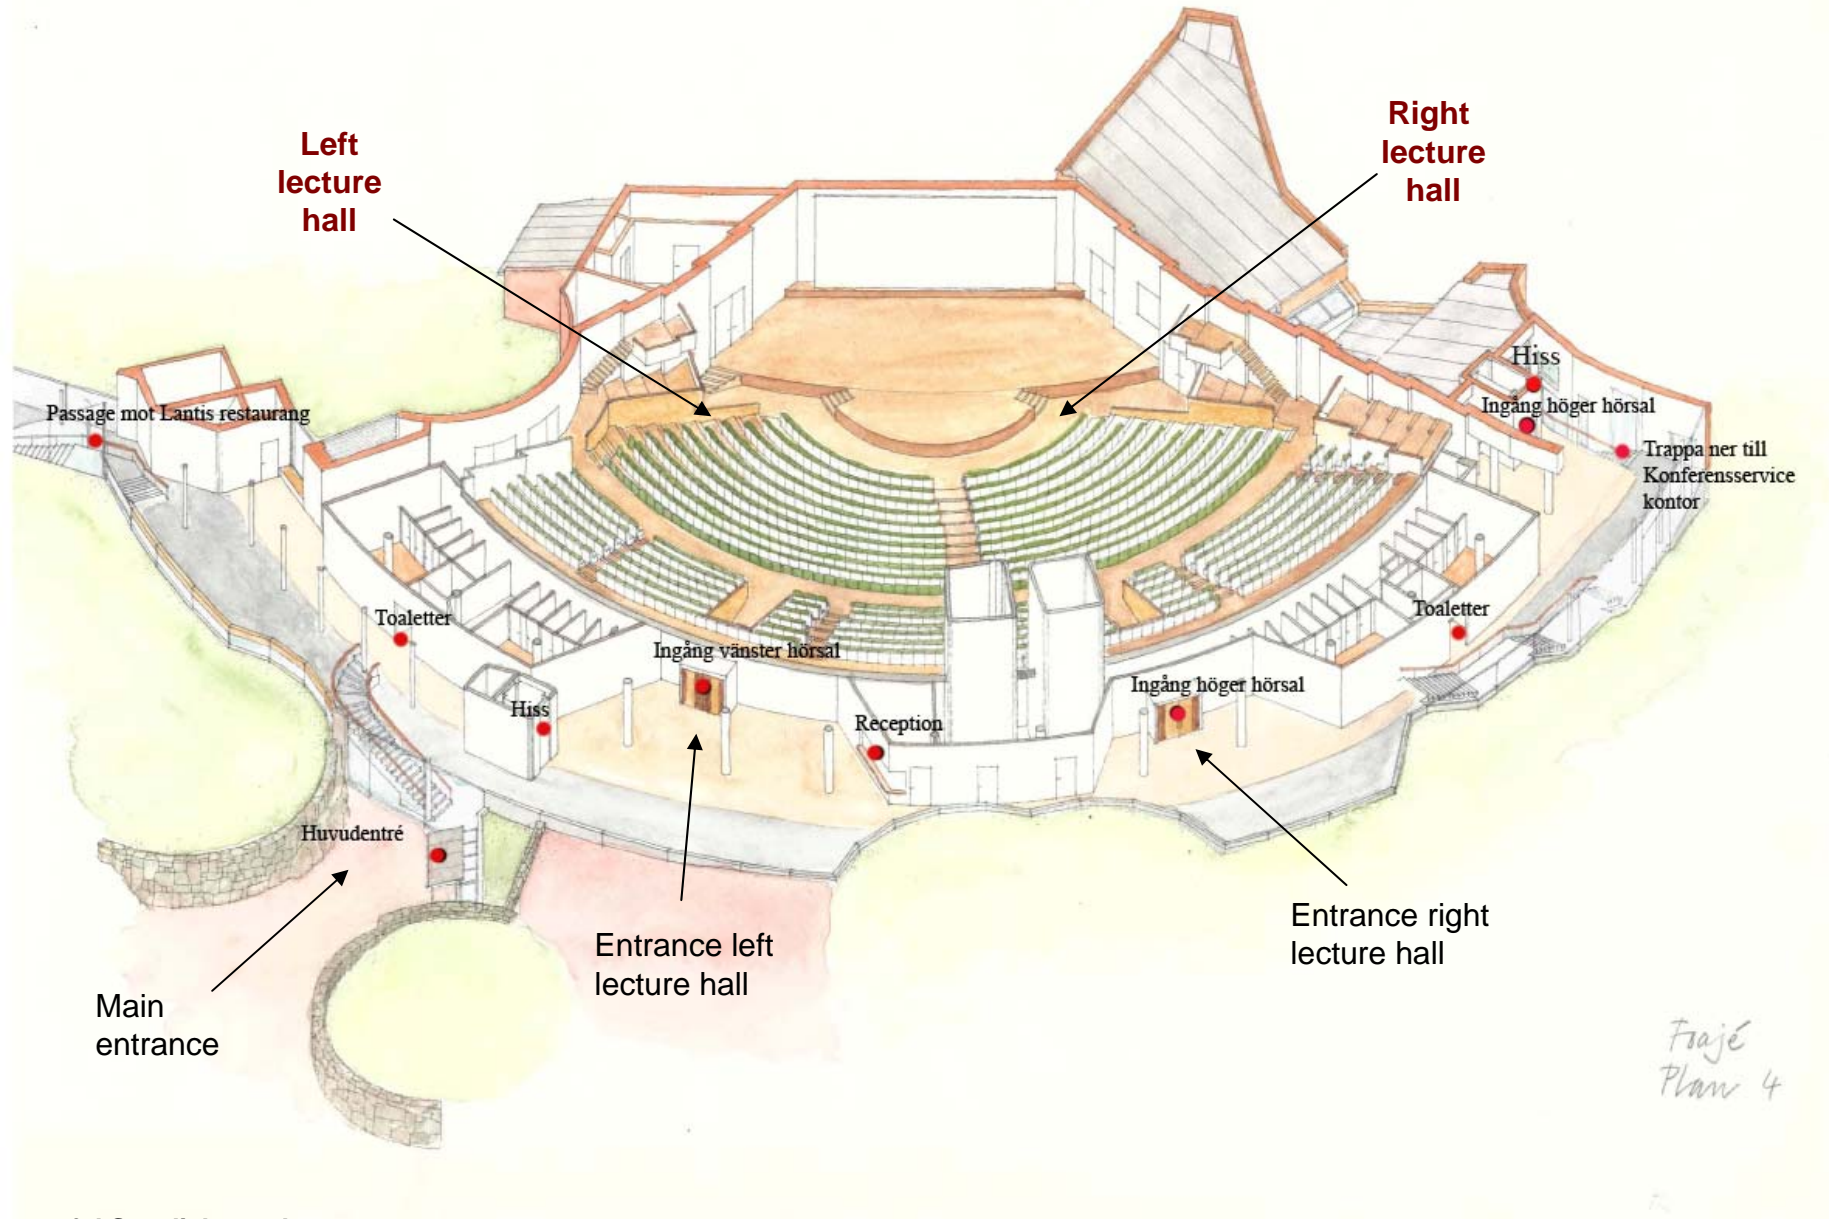 Right
lecture
hall
Left
lecture
hall
Hiss
Ingång höger hörsal
Passage mot Lantis restaurang
Trappa ner till
Konferensservice
kontor
Toaletter
Toaletter
Ingång vänster hörsal
Ingång höger hörsal
Hiss
Reception
Huvudentré
Entrance right
lecture hall
Entrance left
lecture hall
Main
entrance
Foajé
Plan 4